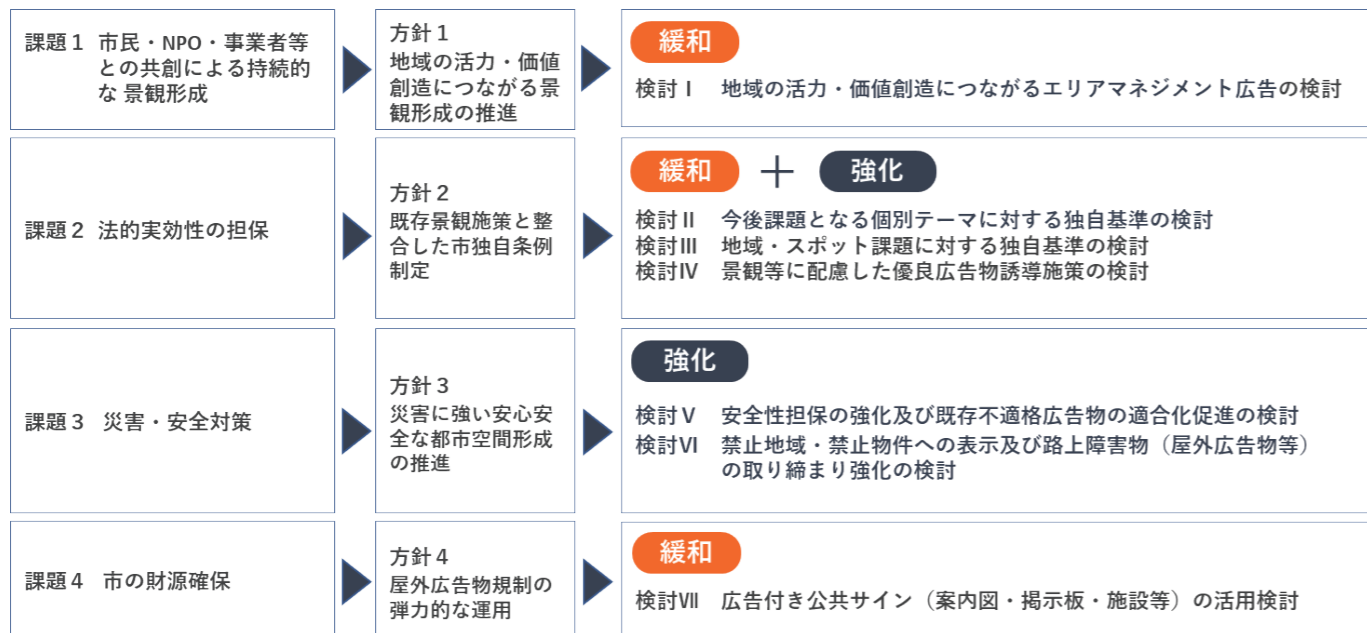 課題１ 市民・NPO・事業者等
との共創による持続的
な 景観形成
方針１
地域の活力・価値
創造につながる景
観形成の推進
緩和
検討Ⅰ 地域の活力・価値創造につながるエリアマネジメント広告の検討
課題２ 法的実効性の担保
方針２
既存景観施策と整
合した市独自条例
制定
緩和 ＋ 強化
検討Ⅱ 今後課題となる個別テーマに対する独自基準の検討
検討Ⅲ 地域・スポット課題に対する独自基準の検討
検討Ⅳ 景観等に配慮した優良広告物誘導施策の検討
課題３ 災害・安全対策
方針３
災害に強い安心安
全な都市空間形成
の推進
強化
検討Ⅴ 安全性担保の強化及び既存不適格広告物の適合化促進の検討
検討Ⅵ 禁止地域・禁止物件への表示及び路上障害物（屋外広告物等）
の取り締まり強化の検討
課題４ 市の財源確保
方針４
屋外広告物規制の
弾力的な運用
緩和
検討Ⅶ 広告付き公共サイン（案内図・掲示板・施設等）の活用検討